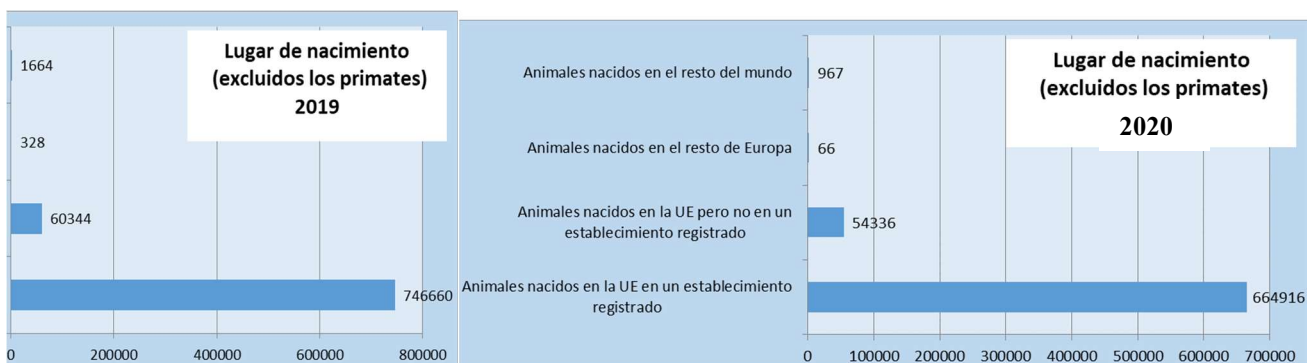 Lugar de nacimiento
(excluidos los primates)
2019
1664
328
60344
746660
0
200000
400000
600000
800000
Lugar de nacimiento
(excluidos los primates)
2020
Animales nacidos en el resto del mundo
967
Animales nacidos en el resto de Europa
66
Animales nacidos en la UE pero no en un
establecimiento registrado
54336
Animales nacidos en la UE en un establecimiento
registrado
664916
0
100000
200000
300000
400000
500000
600000
700000